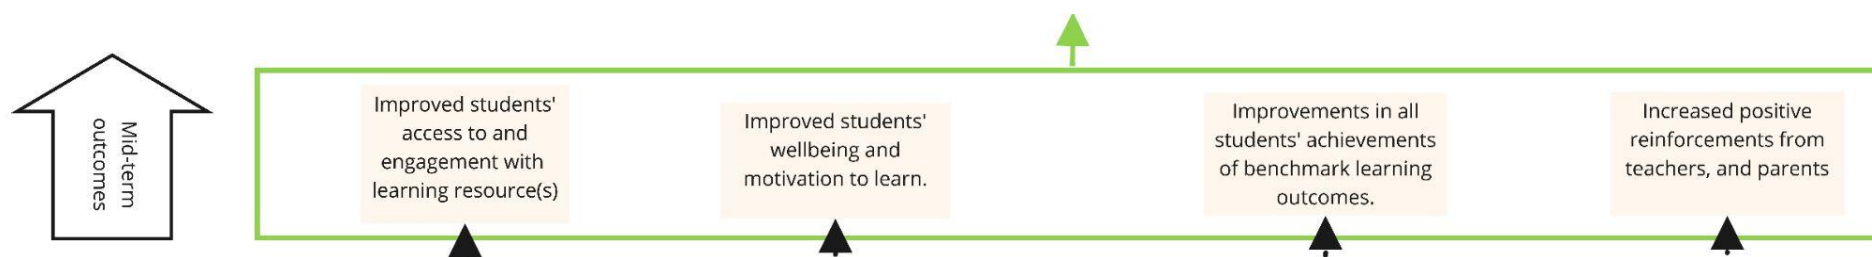 Mid-term
outcomes
Improved students'
access to and
engagement with
learning resource(s)
Improved students'
wellbeing and
motivation to learn.
Improvements in all
students' achievements
of benchmark learning
outcomes.
Increased positive
reinforcements from
teachers, and parents